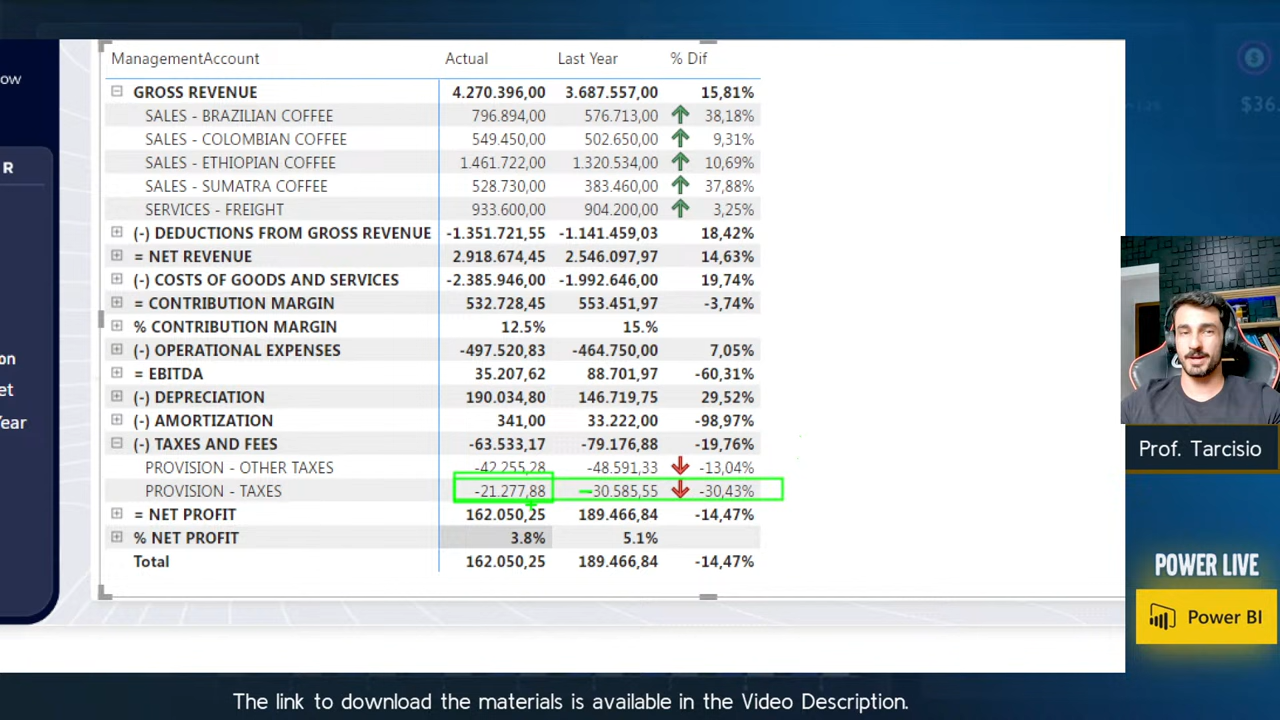 ow
R
on
et
Year
ManagementAccount Actual Last Year % Dif
GROSS REVENUE 4.270.396,00 3.687.557,00 15,81%
SALES - BRAZILIAN COFFEE 796.894,00 576.713,00 38,18%
SALES - COLOMBIAN COFFEE 549.450,00 502.650,00 9,31%
SALES - ETHIOPIAN COFFEE 1.461.722,00 1.320.534,00 10,69%
SALES - SUMATRA COFFEE 528.730,00 383.460,00 37,88%
SERVICES - FREIGHT 933.600,00 904.200,00 3,25%
(-) DEDUCTIONS FROM GROSS REVENUE -1.351.721,55 -1.141.459,03 18,42%
= NET REVENUE 2.918.674,45 2.546.097,97 14,63%
(-) COSTS OF GOODS AND SERVICES -2.385.946,00 -1.992.646,00 19,74%
= CONTRIBUTION MARGIN 532.728,45 553.451,97 -3,74%
% CONTRIBUTION MARGIN 12.5% 15.%
(-) OPERATIONAL EXPENSES -497.520,83 -464.750,00 7,05%
= EBITDA 35.207,62 88.701,97 -60,31%
(-) DEPRECIATION 190.034,80 146.719,75 29,52%
(-) AMORTIZATION 341,00 33.222,00 -98,97%
(-) TAXES AND FEES -63.533,17 -79.176,88 -19,76%
PROVISION - OTHER TAXES -42.255,28 -48.591,33 -13,04%
PROVISION - TAXES -21.277,88 -30.585,55 -30,43%
= NET PROFIT 162.050,25 189.466,84 -14,47%
% NET PROFIT 3.8% 5.1%
Total 162.050,25 189.466,84 -14,47%
Prof. Tarcisio
POWER LIVE
Power BI
The link to download the materials is available in the Video Description.